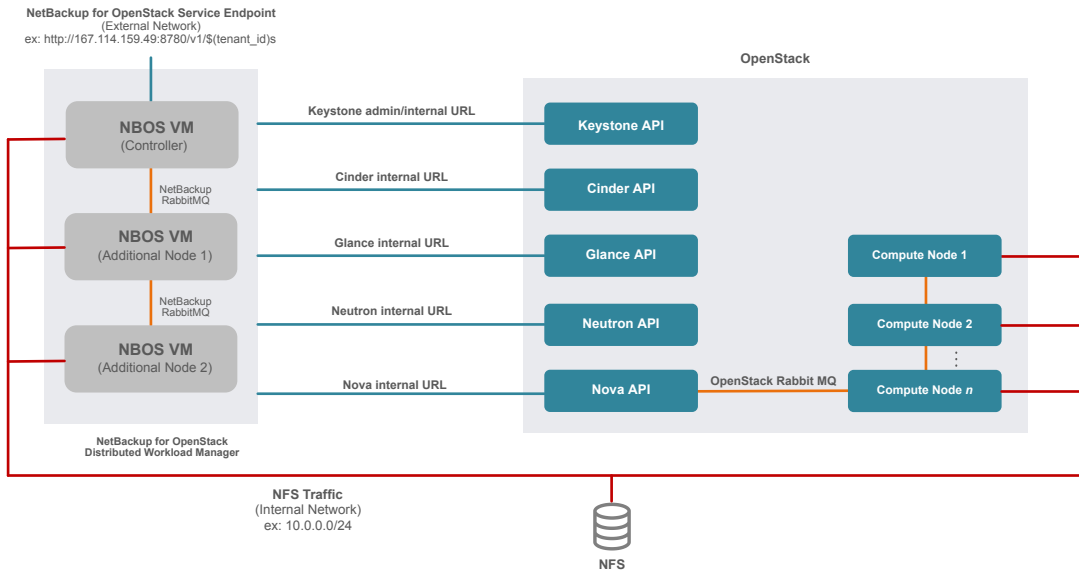 NetBackup for OpenStack Service Endpoint
(External Network)
ex: http://167.114.159.49:8780/v1/$(tenant_id)s
OpenStack
NBOS VM
(Controller)
NetBackup
RabbitMQ
NBOS VM
(Additional Node 1)
NetBackup
RabbitMQ
NBOS VM
(Additional Node 2)
NetBackup for OpenStack
Distributed Workload Manager
Keystone admin/internal URL
Cinder internal URL
Glance internal URL
Neutron internal URL
Nova internal URL
Keystone API
Cinder API
Glance API
Neutron API
Nova API
OpenStack Rabbit MQ
Compute Node 1
Compute Node 2
Compute Node n
NFS Traffic
(Internal Network)
ex: 10.0.0.0/24
NFS